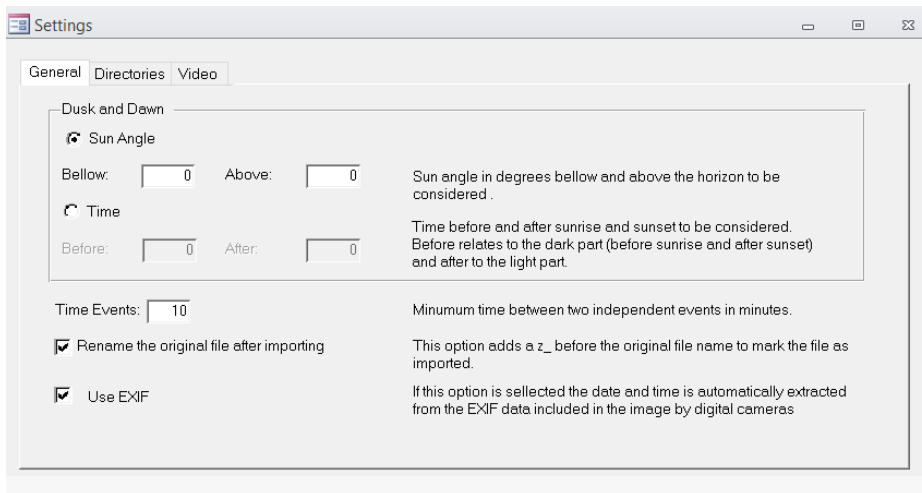 Settings
General Directories Video
Dusk and Dawn
Sun Angle
Bellow: 0 Above: 0
Sun angle in degrees bellow and above the horizon to be
considered .
Time
Before: 0 After: 0
Time before and after sunrise and sunset to be considered.
Before relates to the dark part (before sunrise and after sunset)
and after to the light part.
Time Events: 10
Minumum time between two independent events in minutes.
Rename the original file after importing
This option adds a z_ before the original file name to mark the file as
imported.
Use EXIF
If this option is sellected the date and time is automatically extracted
from the EXIF data included in the image by digital cameras